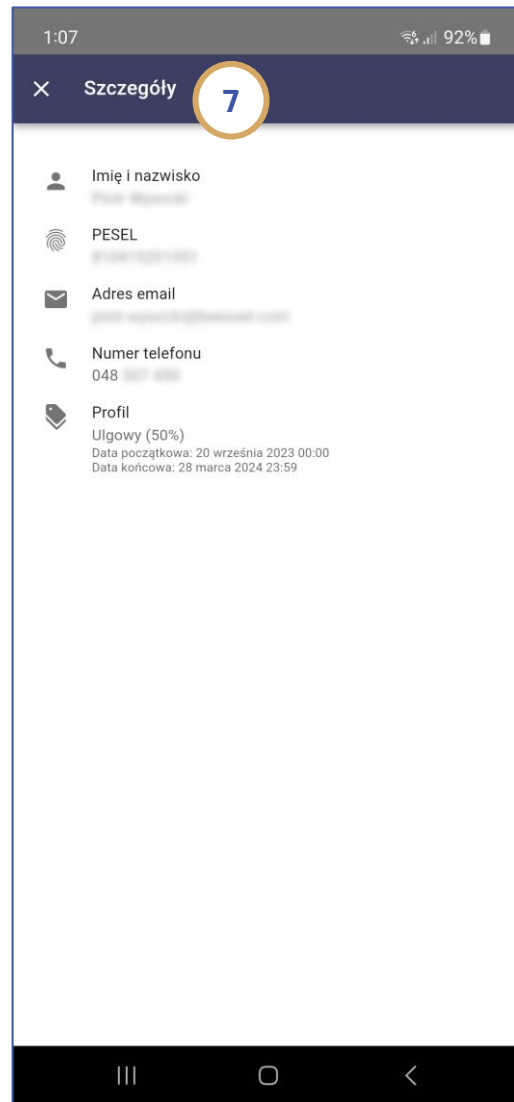 1:07 92%
Szczegóły
7
Imię i nazwisko
PESEL
Adres email
Numer telefonu
048
Profil
Ulgowy (50%)
Data początkowa: 20 września 2023 00:00
Data końcowa: 28 marca 2024 23:59